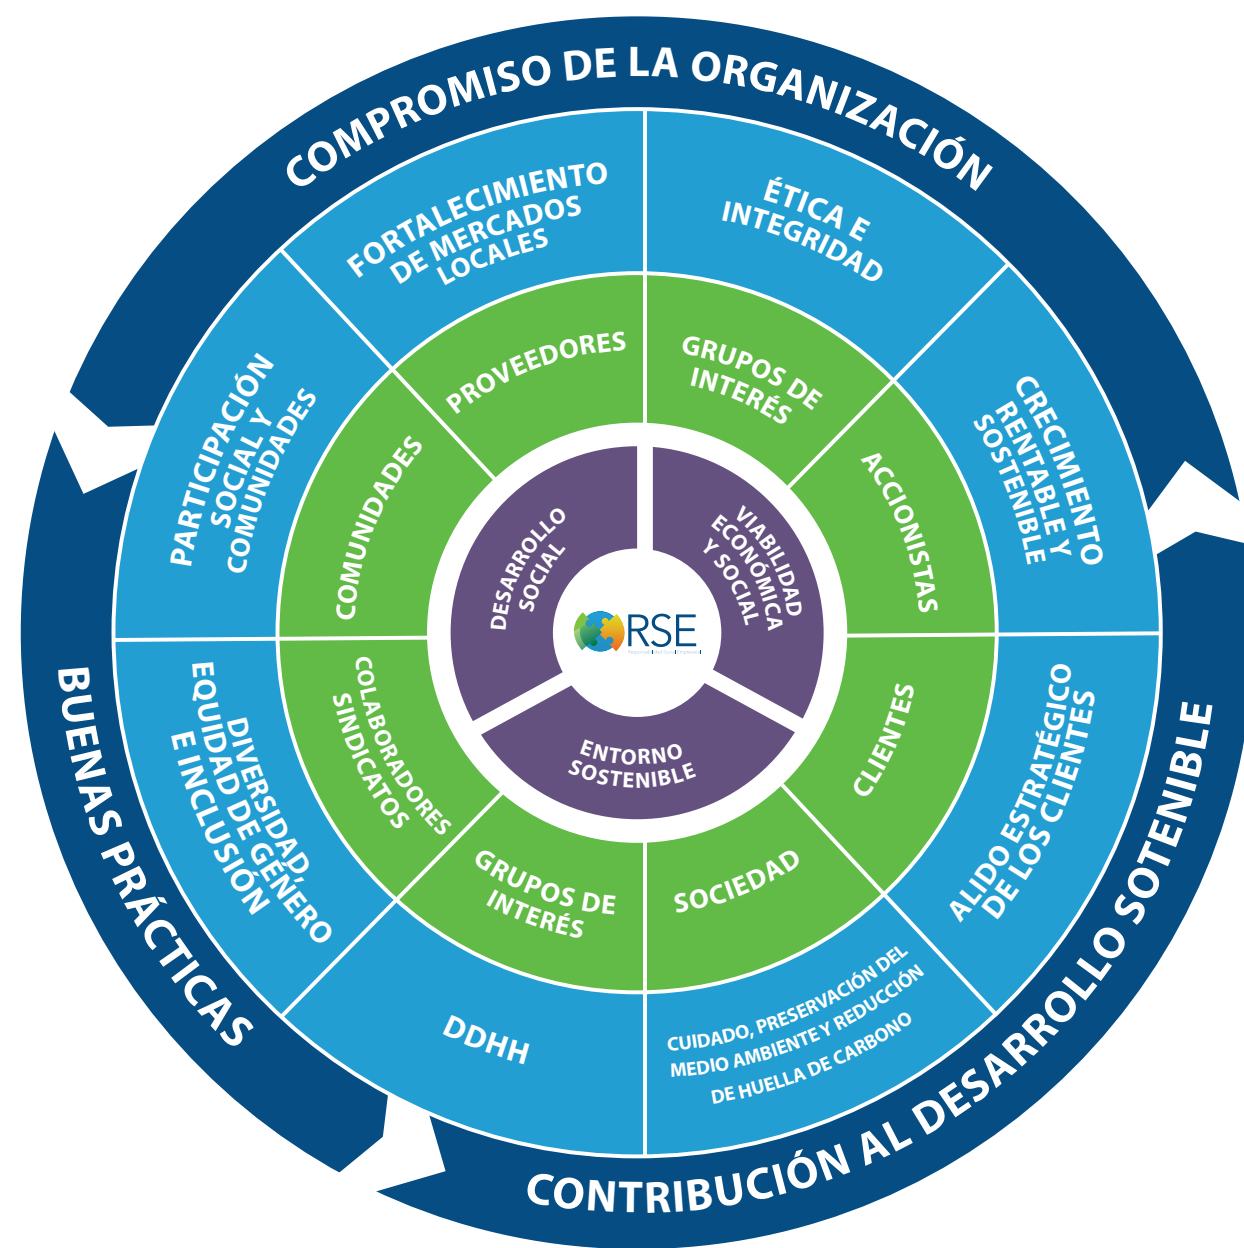 COMPROMISO DE LA ORGANIZACIÓN
CONTRIBUCIÓN AL DESARROLLO SOTENIBLE
BUENAS PRÁCTICAS
ÉTICA E
INTEGRIDAD
CRECIMIENTO
RENTABLE Y
SOSTENIBLE
ALIDO ESTRATÉGICO
DE LOS CLIENTES
CUIDADO, PRESERVACIÓN DEL
MEDIO AMBIENTE Y REDUCCIÓN
DE HUELLA DE CARBONO
DDHH
DIVERSIDAD,
EQUIDAD DE GÉNERO
E INCLUSIÓN
PARTICIPACIÓN
SOCIAL Y
COMUNIDADES
FORTALECIMIENTO
DE MERCADOS
LOCALES
GRUPOS DE
INTERÉS
ACCIONISTAS
CLIENTES
SOCIEDAD
GRUPOS DE
INTERÉS
COLABORADORES
SINDICATOS
COMUNIDADES
PROVEEDORES
VIABILIDAD
ECONÓMICA
Y SOCIAL
ENTORNO
SOSTENIBLE
DESARROLLO
SOCIAL
RSE